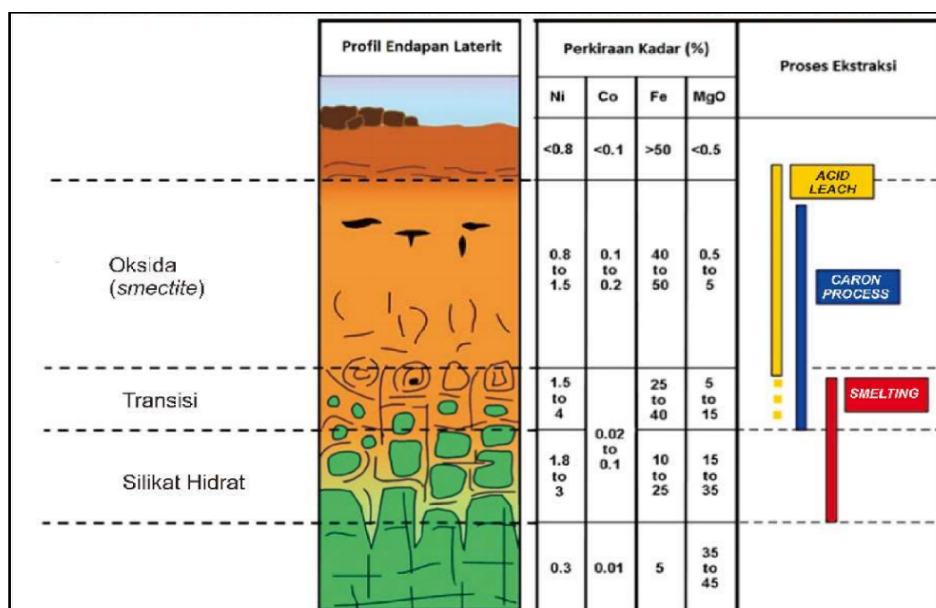 Profil Endapan Laterit
Perkiraan Kadar (%)
Proses Ekstraksi
Ni
Co
Fe
MgO
<0.8
<0.1
>50
<0.5
ACID
LEACH
Oksida
(smectite)
0.8
to
1.5
0.1
to
0.2
40
to
50
0.5
to
5
CARON
PROCESS
Transisi
1.5
to
4
25
to
40
5
to
15
SMELTING
0.02
to
0.1
Silikat Hidrat
1.8
to
3
10
to
25
15
to
35
0.3
0.01
5
35
to
45